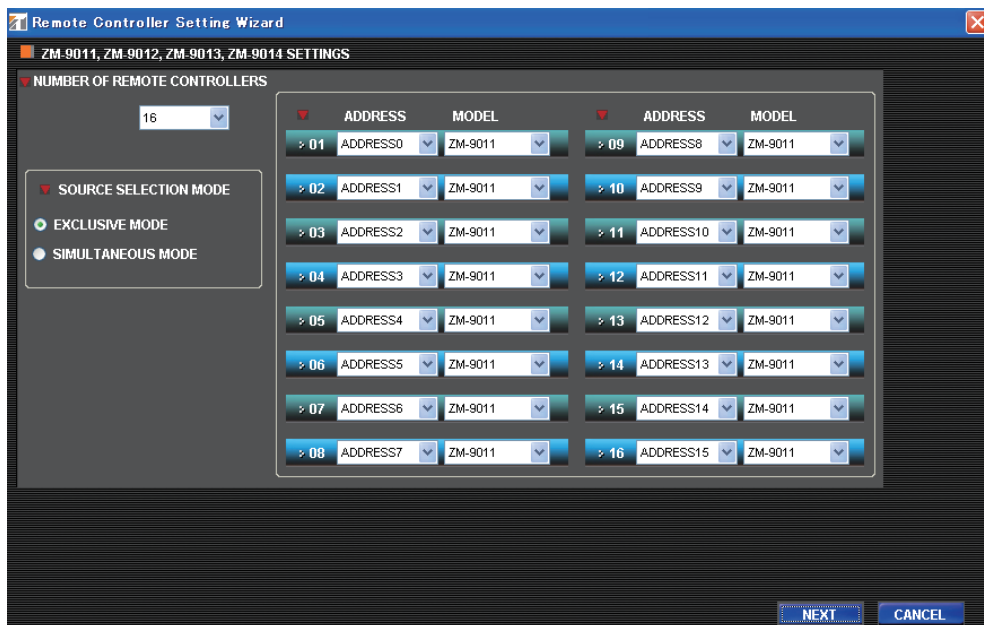 Remote Controller Setting Wizard
ZM-9011, ZM-9012, ZM-9013, ZM-9014 SETTINGS
NUMBER OF REMOTE CONTROLLERS
16
SOURCE SELECTION MODE
EXCLUSIVE MODE
SIMULTANEOUS MODE
ADDRESS MODEL
01 ADDRESS0 ZM-9011
02 ADDRESS1 ZM-9011
03 ADDRESS2 ZM-9011
04 ADDRESS3 ZM-9011
05 ADDRESS4 ZM-9011
06 ADDRESS5 ZM-9011
07 ADDRESS6 ZM-9011
08 ADDRESS7 ZM-9011
ADDRESS MODEL
09 ADDRESS8 ZM-9011
10 ADDRESS9 ZM-9011
11 ADDRESS10 ZM-9011
12 ADDRESS11 ZM-9011
13 ADDRESS12 ZM-9011
14 ADDRESS13 ZM-9011
15 ADDRESS14 ZM-9011
16 ADDRESS15 ZM-9011
NEXT CANCEL